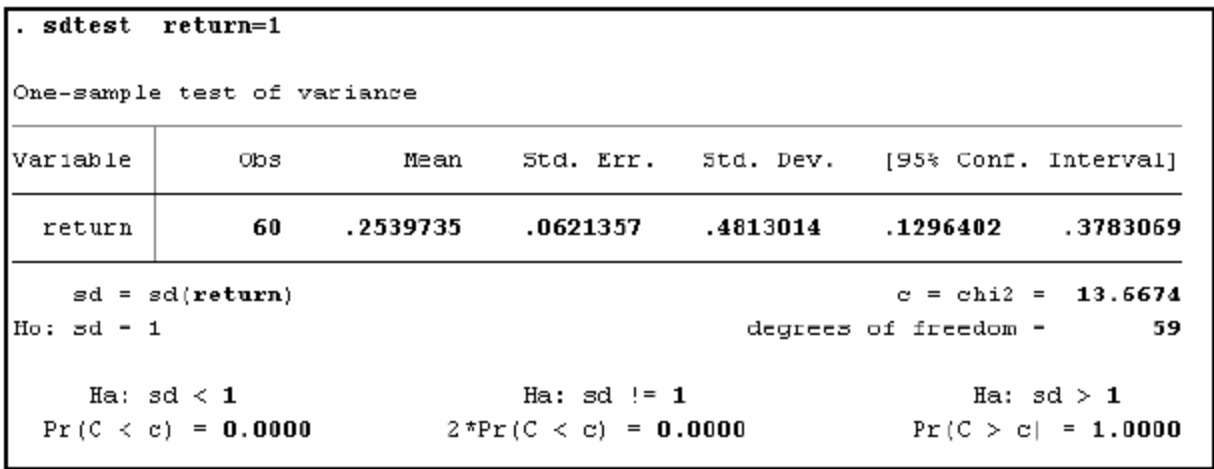 . sdtest return=1
One-sample test of variance
Variable Obs Mean Std. Err. Std. Dev. [95% Conf. Interval]
return 60 .2539735 .0621357 .4813014 .1296402 .3783069
sd = sd(return) c = chi2 = 13.6674
Ho: sd = 1 degrees of freedom = 59
Ha: sd < 1 Ha: sd != 1 Ha: sd > 1
Pr(C < c) = 0.0000 2*Pr(C < c) = 0.0000 Pr(C > c) = 1.0000